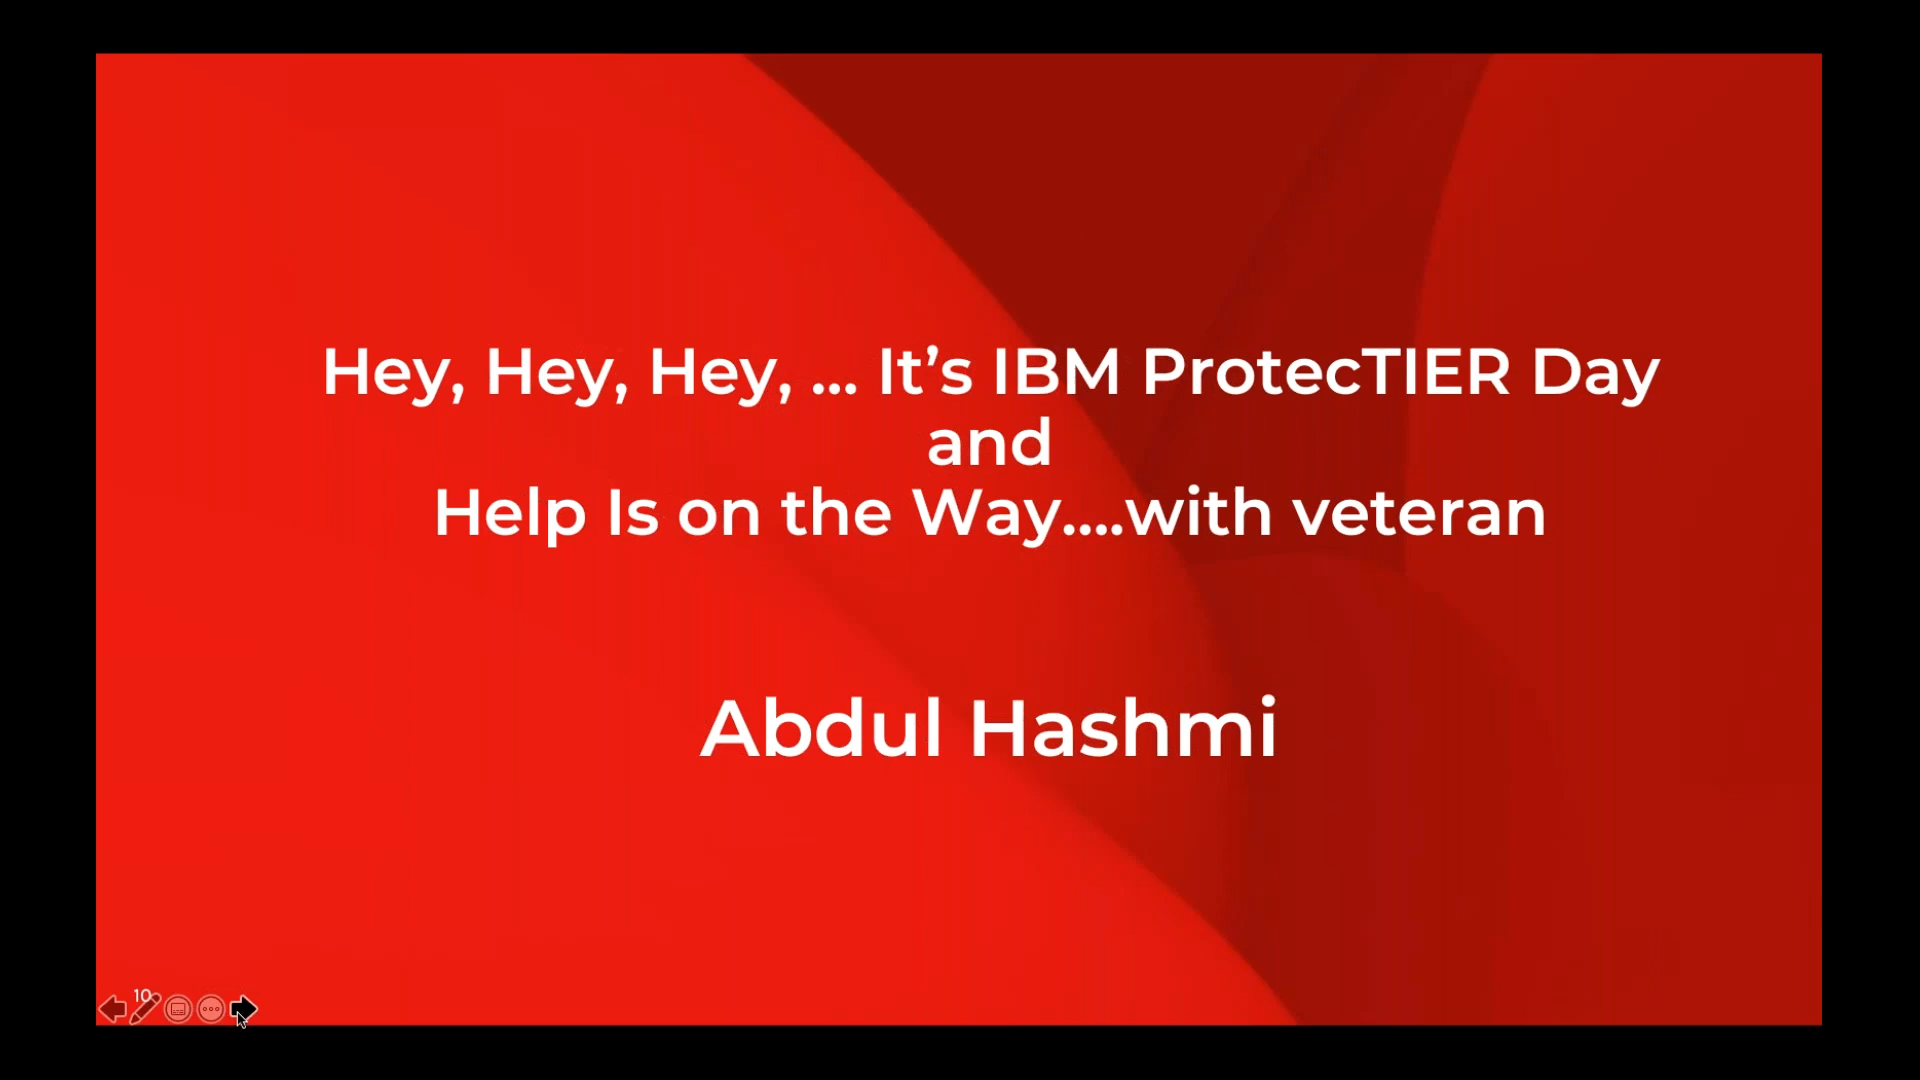 Hey, Hey, Hey, ... It’s IBM ProtecTIER Day
and
Help Is on the Way....with veteran
Abdul Hashmi
10